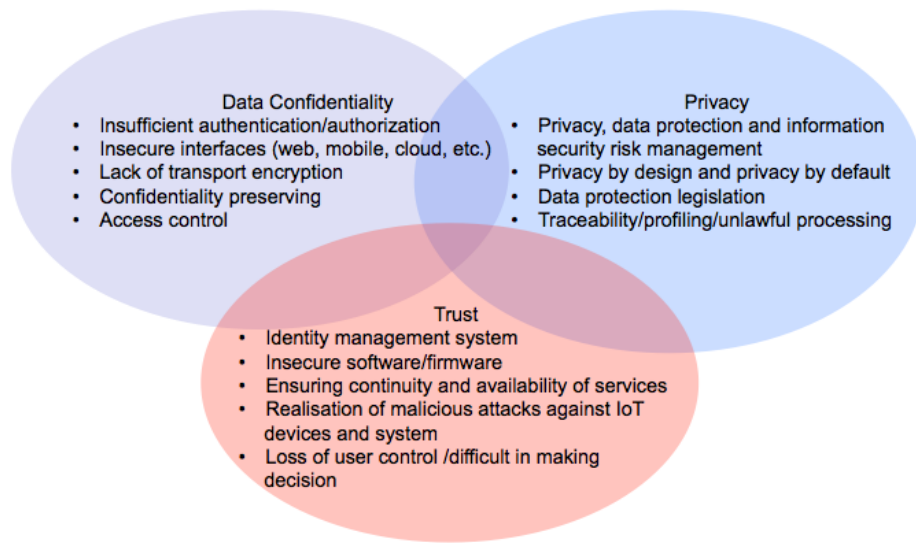 Data Confidentiality
• Insufficient authentication/authorization
• Insecure interfaces (web, mobile, cloud, etc.)
• Lack of transport encryption
• Confidentiality preserving
• Access control
Privacy
• Privacy, data protection and information
security risk management
• Privacy by design and privacy by default
• Data protection legislation
• Traceability/profiling/unlawful processing
Trust
• Identity management system
• Insecure software/firmware
• Ensuring continuity and availability of services
• Realisation of malicious attacks against IoT
devices and system
• Loss of user control /difficult in making
decision